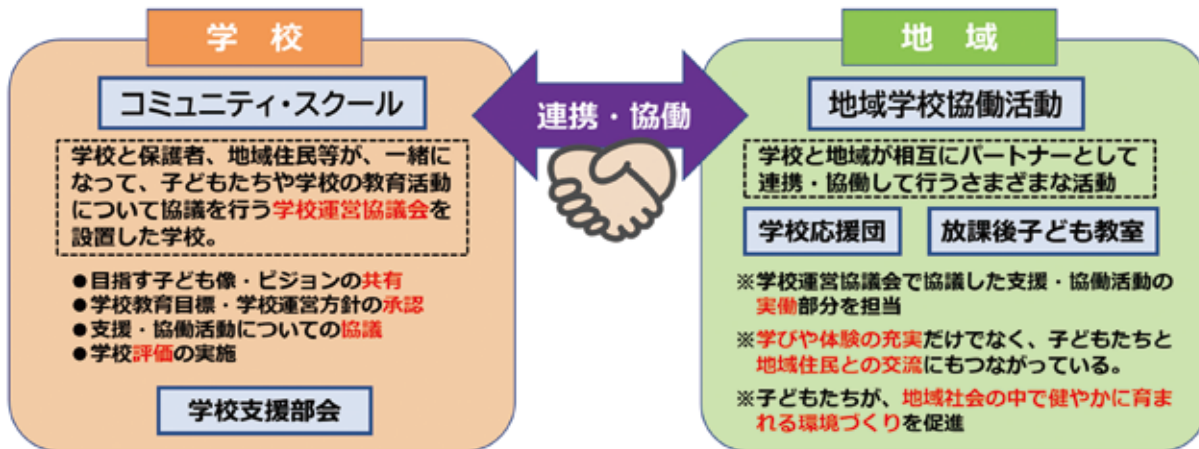 学校
コミュニティ・スクール
学校と保護者、地域住民等が、一緒に
なって、子どもたちや学校の教育活動
について協議を行う学校運営協議会を
設置した学校。
●目指す子ども像・ビジョンの共有
●学校教育目標・学校運営方針の承認
●支援・協働活動についての協議
●学校評価の実施
学校支援部会
連携・協働
地域
地域学校協働活動
学校と地域が相互にパートナーとして
連携・協働して行うさまざまな活動
学校応援団
放課後子ども教室
※学校運営協議会で協議した支援・協働活動の
実働部分を担当
※学びや体験の充実だけでなく、子どもたちと
地域住民との交流にもつながっている。
※子どもたちが、地域社会の中で健やかに育ま
れる環境づくりを促進